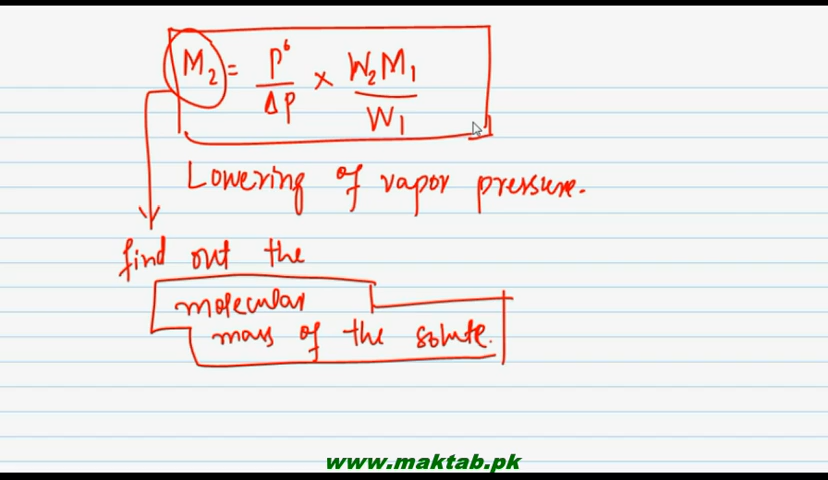 M₂ = P°/ΔP × W₂M₁/W₁
Lowering of vapor pressure.
find out the
molecular
mass of the solute.
www.maktab.pk